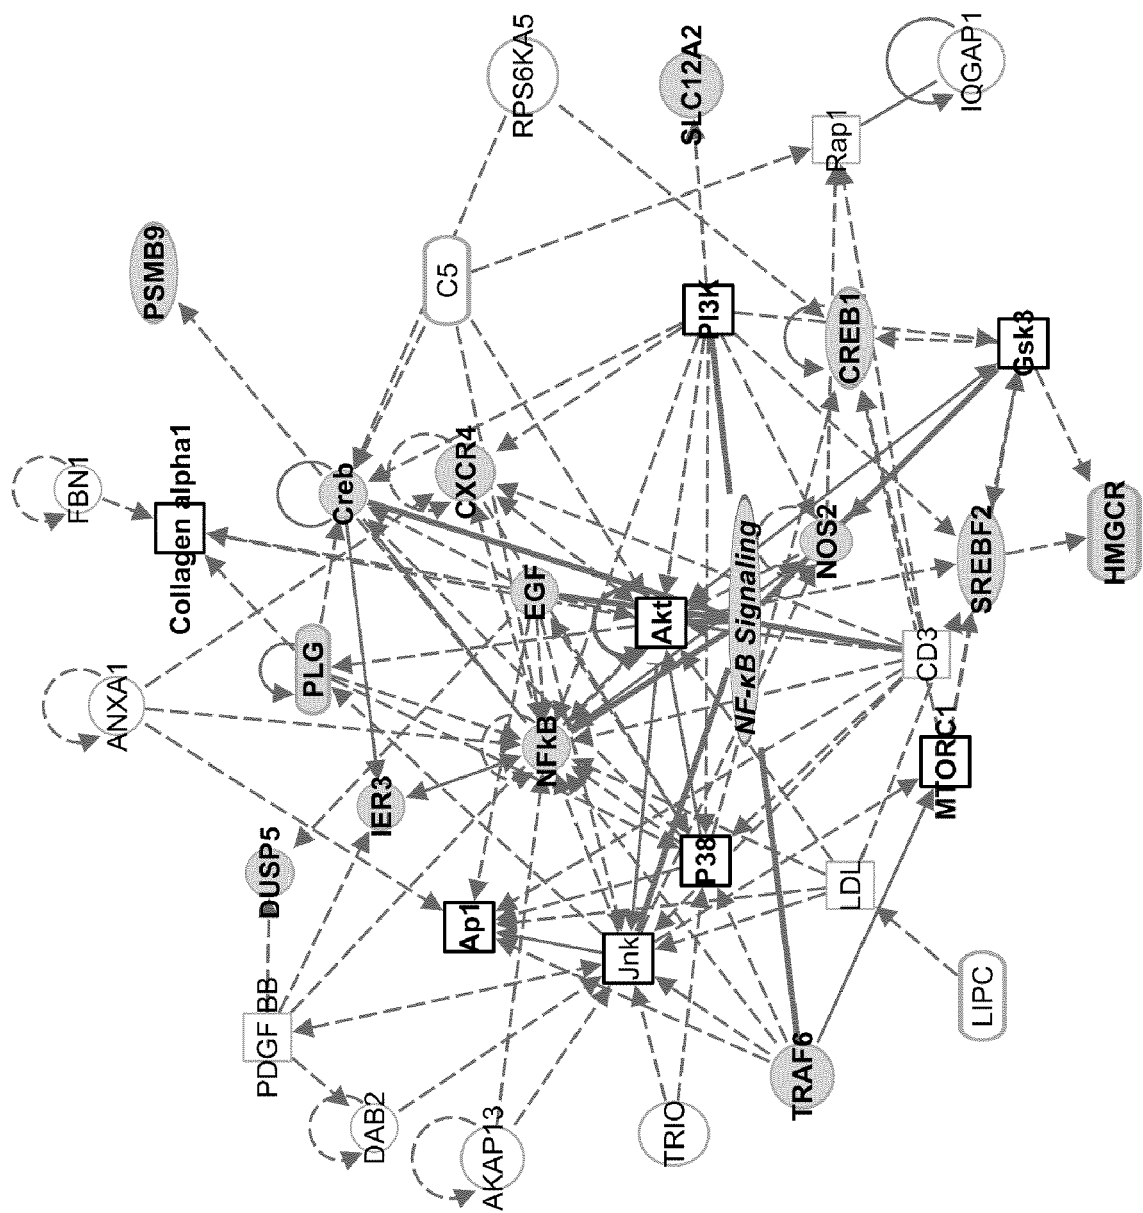 RPS6KA5
IQGAP1
SLC12A2
Rap1
PSMB9
C5
PI3K
CREB1
Gsk3
FBN1
Collagen alpha1
Creb
CXCR4
NOS2
HMGCR
SREBF2
EGF
Akt
NF-κB Signaling
CD3
PLG
ANXA1
NFkB
MTORC1
IER3
P38
LDL
DUSP5
Ap1
Jnk
LIPC
PDGF BB
TRAF6
DAB2
AKAP13
TRIO